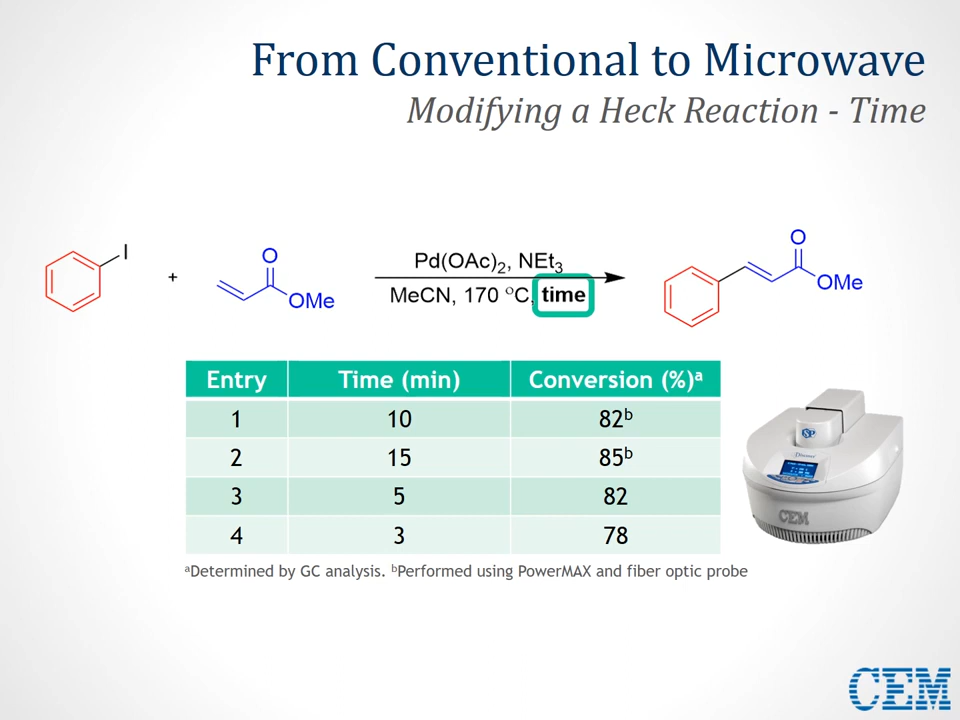 From Conventional to Microwave
Modifying a Heck Reaction - Time
I
O
OMe
+
Pd(OAc)₂, NEt₃
MeCN, 170 °C, time
O
OMe
Entry Time (min) Conversion (%)ᵃ
1 10 82ᵇ
2 15 85ᵇ
3 5 82
4 3 78
ᵃDetermined by GC analysis. ᵇPerformed using PowerMAX and fiber optic probe
SP
Discover
CEM
CEM